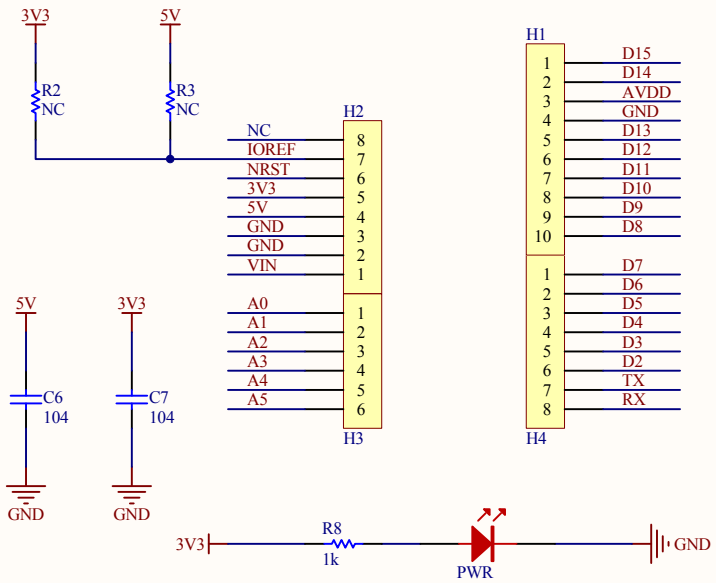 3V3
5V
R2
NC
R3
NC
H2
NC 8
IOREF 7
NRST 6
3V3 5
5V 4
GND 3
GND 2
VIN 1
A0 1
A1 2
A2 3
A3 4
A4 5
A5 6
H3
H1
1 D15
2 D14
3 AVDD
4 GND
5 D13
6 D12
7 D11
8 D10
9 D9
10 D8
1 D7
2 D6
3 D5
4 D4
5 D3
6 D2
7 TX
8 RX
H4
5V
C6
104
GND
3V3
C7
104
GND
3V3
R8
1k
PWR
GND